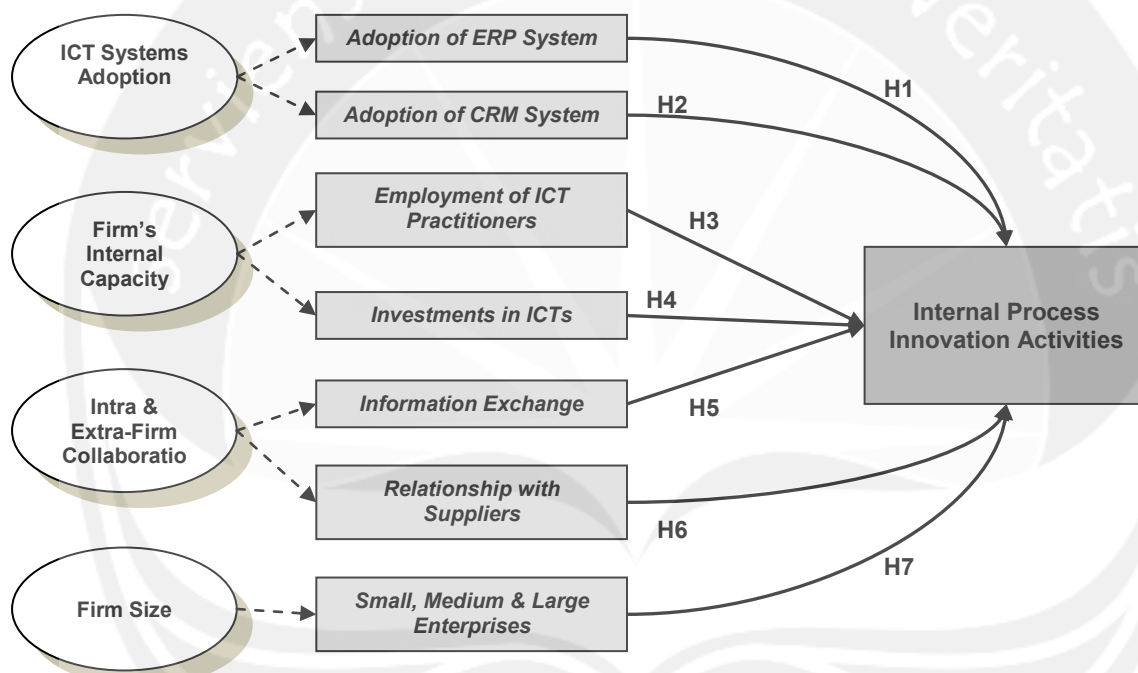 ICT Systems
Adoption
Adoption of ERP System
Adoption of CRM System
H1
H2
Firm's
Internal
Capacity
Employment of ICT
Practitioners
Investments in ICTs
H3
H4
Internal Process
Innovation Activities
Intra &
Extra-Firm
Collaboratio
Information Exchange
Relationship with
Suppliers
H5
H6
Firm Size
Small, Medium & Large
Enterprises
H7
serviens
veritatis